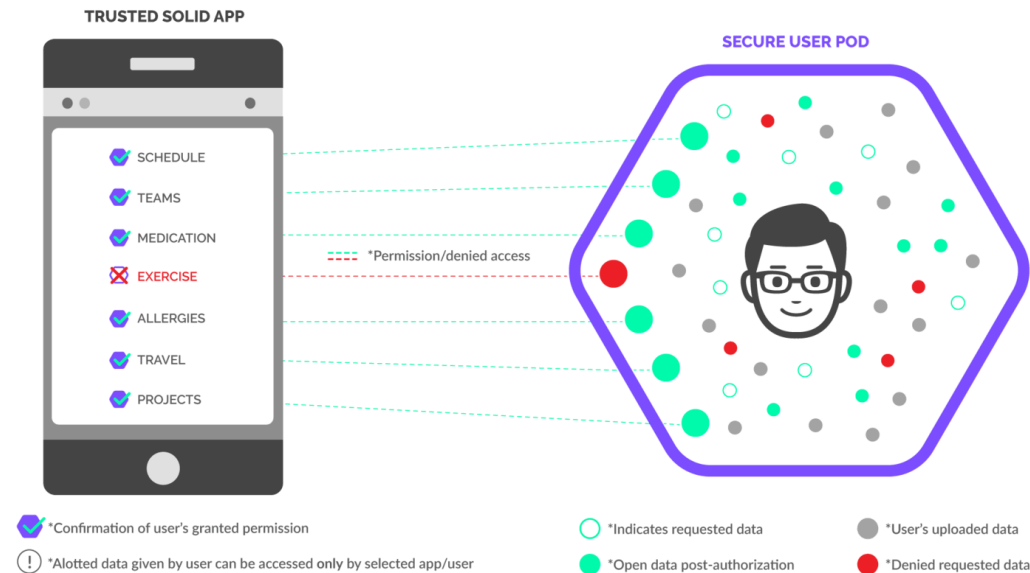 TRUSTED SOLID APP
SECURE USER POD
SCHEDULE
TEAMS
MEDICATION
EXERCISE
ALLERGIES
TRAVEL
PROJECTS
*Permission/denied access
*Confirmation of user's granted permission
*Alotted data given by user can be accessed only by selected app/user
*Indicates requested data
*Open data post-authorization
*User's uploaded data
*Denied requested data